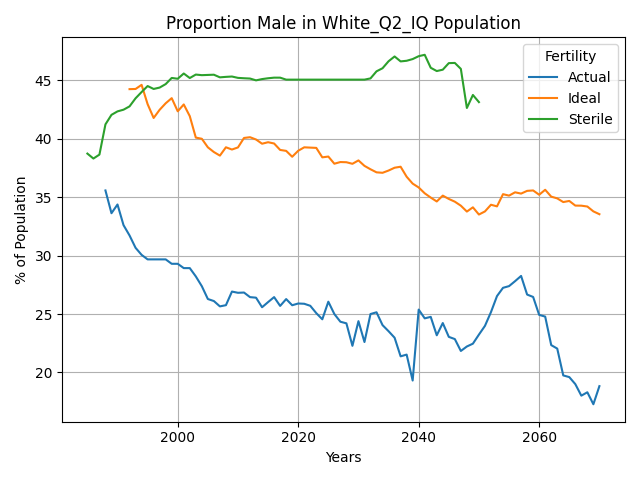 Proportion Male in White_Q2_IQ Population
% of Population
45
40
35
30
25
20
Fertility
Actual
Ideal
Sterile
2000
2020
2040
2060
Years